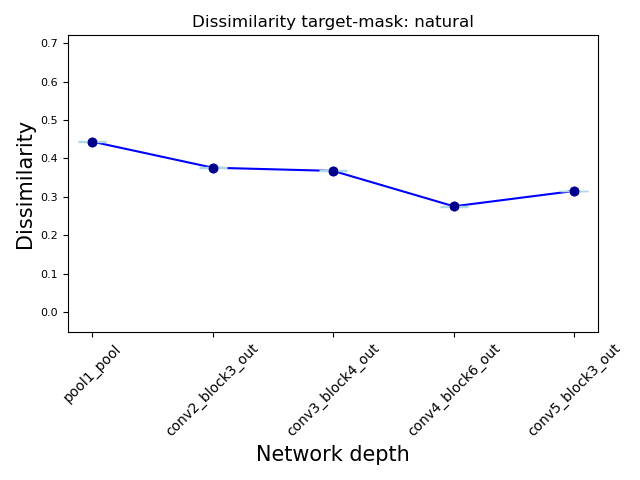 Dissimilarity target-mask: natural
Dissimilarity
0.7
0.6
0.5
0.4
0.3
0.2
0.1
0.0
pool1_pool
conv2_block3_out
conv3_block4_out
conv4_block6_out
conv5_block3_out
Network depth